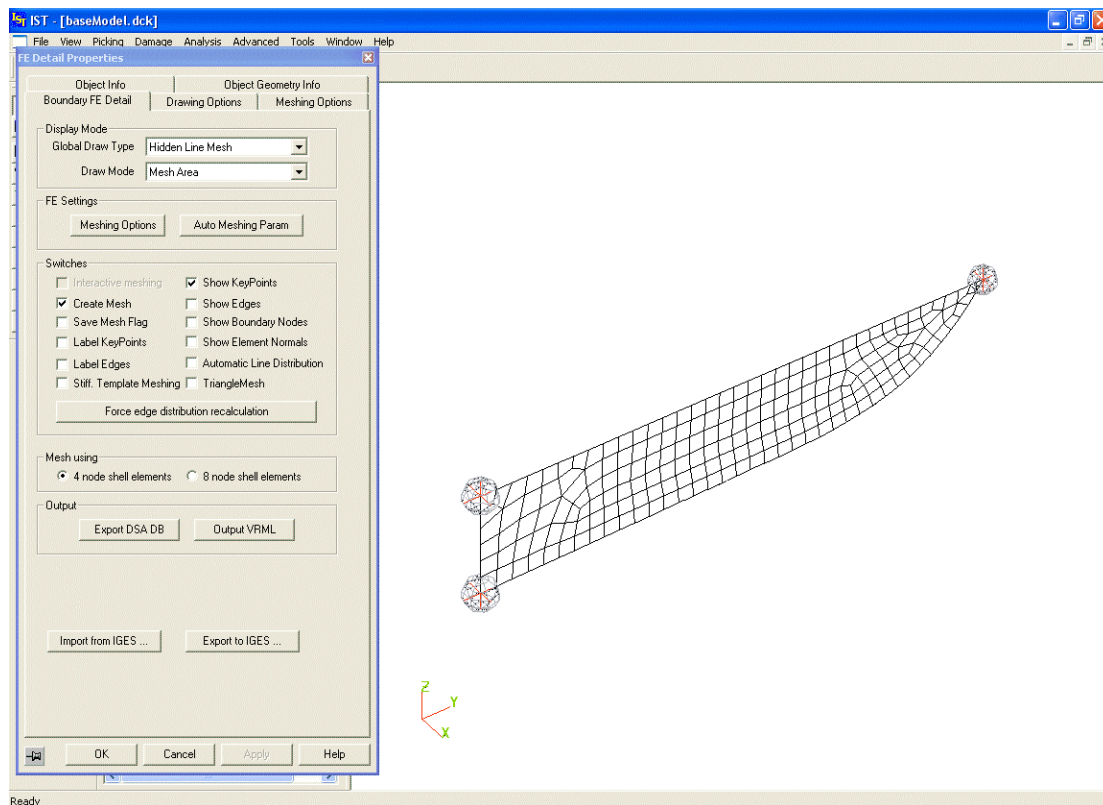 IST - [baseModel.dck]
File View Picking Damage Analysis Advanced Tools Window Help
FE Detail Properties
Object Info Object Geometry Info
Boundary FE Detail Drawing Options Meshing Options
Display Mode
Global Draw Type Hidden Line Mesh
Draw Mode Mesh Area
FE Settings
Meshing Options Auto Meshing Param
Switches
Interactive meshing Show KeyPoints
Create Mesh Show Edges
Save Mesh Flag Show Boundary Nodes
Label KeyPoints Show Element Normals
Label Edges Automatic Line Distribution
Stiff. Template Meshing TriangleMesh
Force edge distribution recalculation
Mesh using
4 node shell elements 8 node shell elements
Output
Export DSA DB Output VRML
Import from IGES ... Export to IGES ...
Z
Y
X
OK Cancel Apply Help
Ready